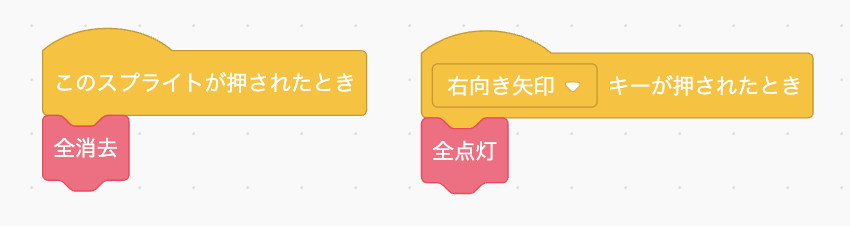 このスプライトが押されたとき
全消去
右向き矢印 キーが押されたとき
全点灯